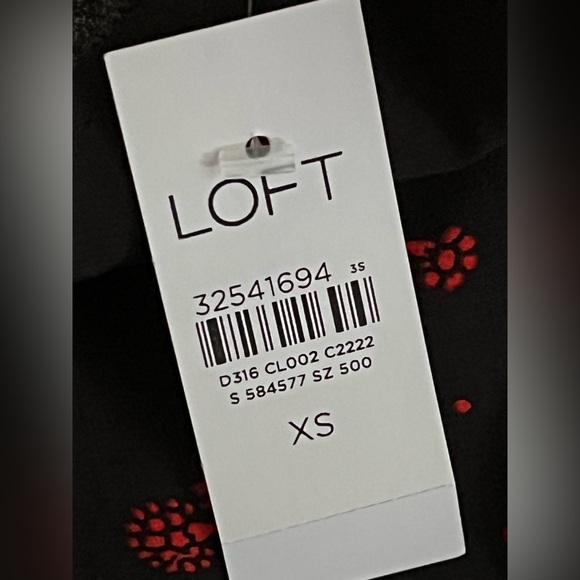 LOFT
32541694 3S
D316 CL002 C2222
S 584577 SZ 500
XS